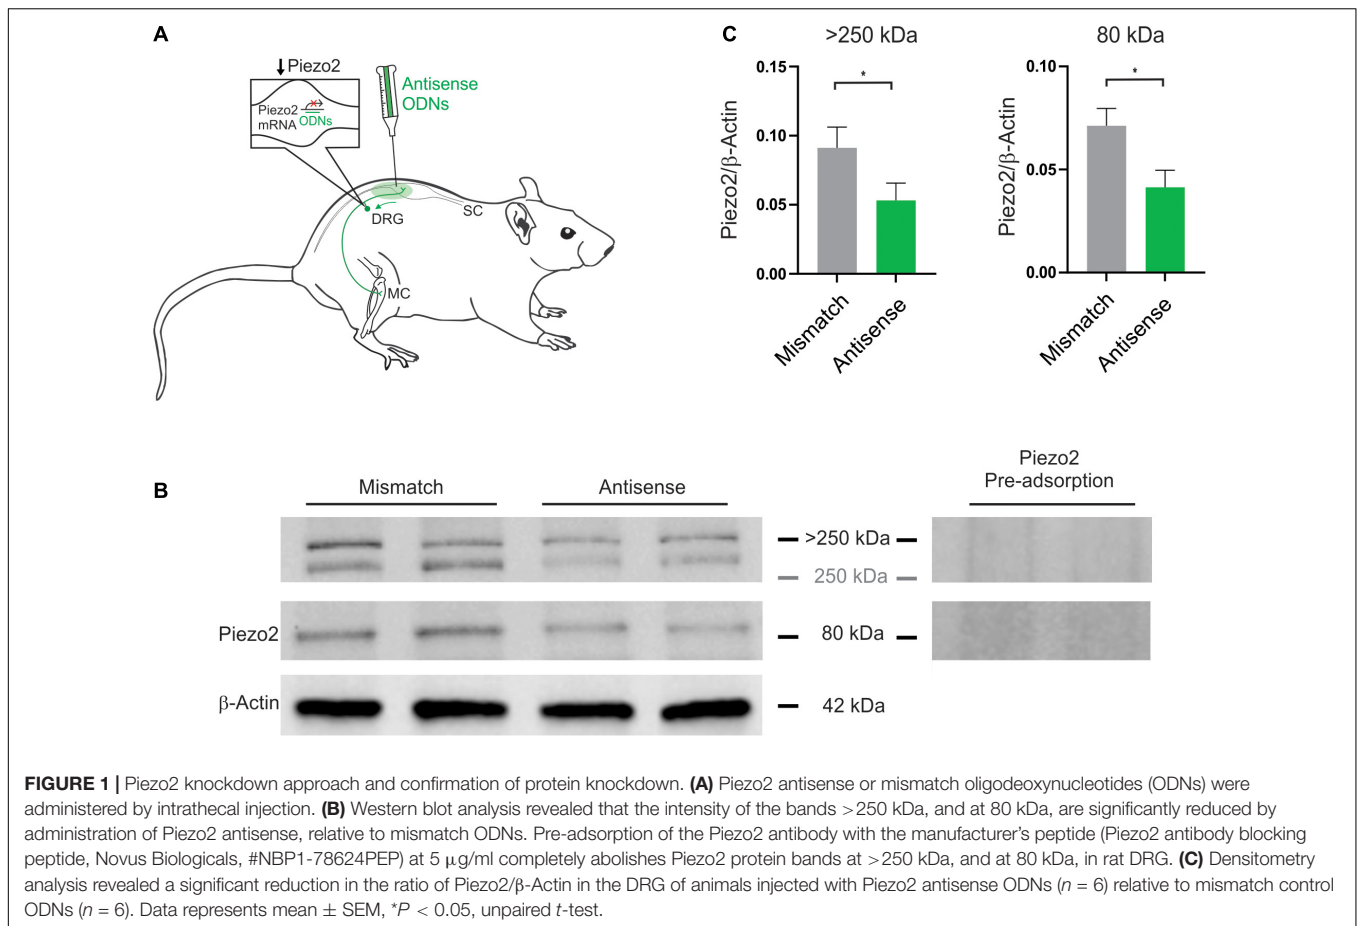 A
Piezo2
Piezo2
mRNA
ODNs
Antisense
ODNs
DRG
SC
MC
C
>250 kDa
Piezo2/β-Actin
0.15
0.10
0.05
0.00
*
Mismatch
Antisense
80 kDa
Piezo2/β-Actin
0.10
0.05
0.00
*
Mismatch
Antisense
B
Mismatch
Antisense
Piezo2
Pre-adsorption
>250 kDa
250 kDa
Piezo2
80 kDa
β-Actin
42 kDa
FIGURE 1 | Piezo2 knockdown approach and confirmation of protein knockdown. (A) Piezo2 antisense or mismatch oligodeoxynucleotides (ODNs) were
administered by intrathecal injection. (B) Western blot analysis revealed that the intensity of the bands >250 kDa, and at 80 kDa, are significantly reduced by
administration of Piezo2 antisense, relative to mismatch ODNs. Pre-adsorption of the Piezo2 antibody with the manufacturer's peptide (Piezo2 antibody blocking
peptide, Novus Biologicals, #NBP1-78624PEP) at 5 μg/ml completely abolishes Piezo2 protein bands at >250 kDa, and at 80 kDa, in rat DRG. (C) Densitometry
analysis revealed a significant reduction in the ratio of Piezo2/β-Actin in the DRG of animals injected with Piezo2 antisense ODNs (n = 6) relative to mismatch control
ODNs (n = 6). Data represents mean ± SEM, *P < 0.05, unpaired t-test.